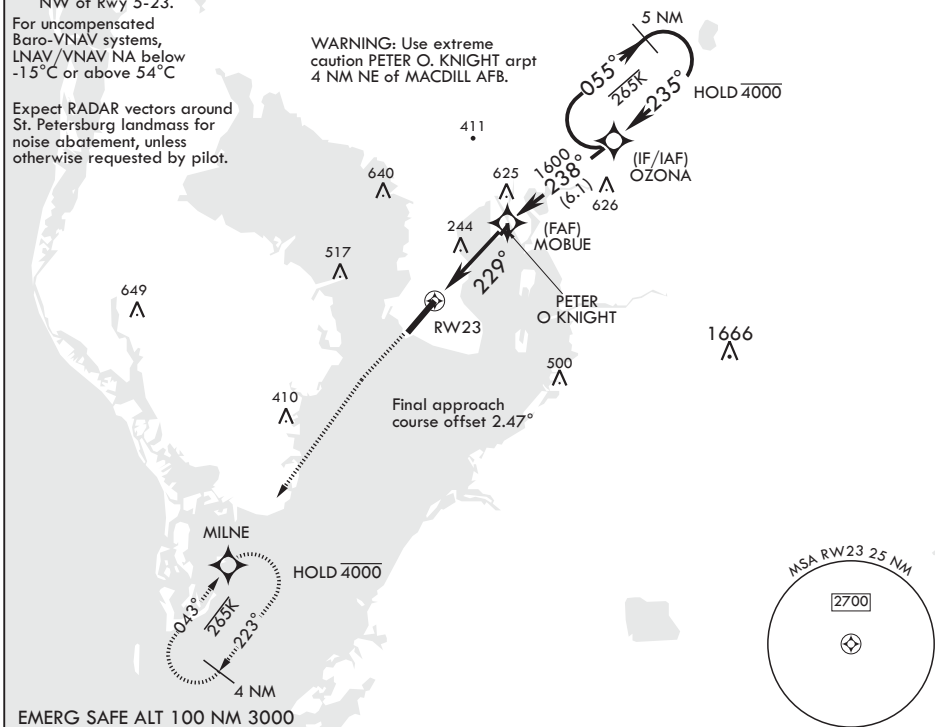 NW of Rwy 5-23.
For uncompensated
Baro-VNAV systems,
LNAV/VNAV NA below
-15°C or above 54°C
Expect RADAR vectors around
St. Petersburg landmass for
noise abatement, unless
otherwise requested by pilot.
WARNING: Use extreme
caution PETER O. KNIGHT arpt
4 NM NE of MACDILL AFB.
5 NM
055°
265K
235°
HOLD 4000
411
(IF/IAF)
OZONA
1600
238°
(6.1)
640
625
626
244
(FAF)
MOBUE
517
229°
649
PETER
O KNIGHT
RW23
1666
500
410
Final approach
course offset 2.47°
MILNE
HOLD 4000
043°
265K
223°
4 NM
MSA RW23 25 NM
2700
EMERG SAFE ALT 100 NM 3000